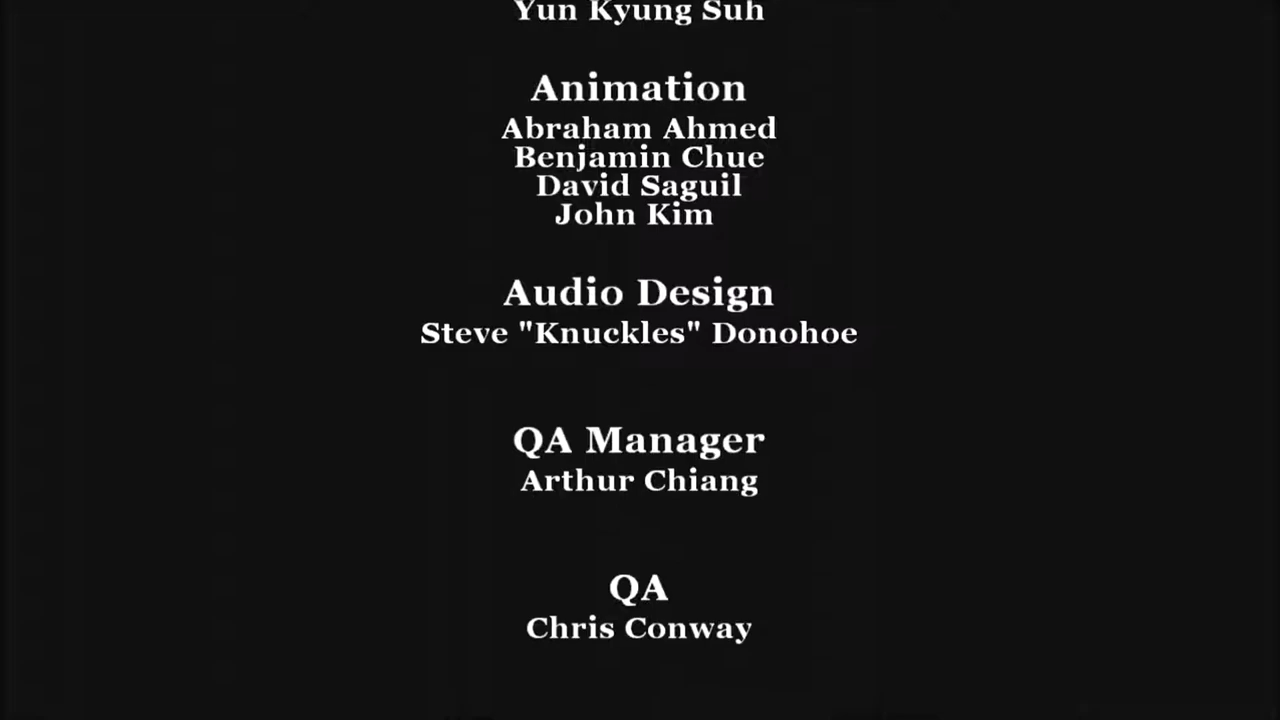 Yun Kyung Suh
Animation
Abraham Ahmed
Benjamin Chue
David Saguil
John Kim
Audio Design
Steve "Knuckles" Donohoe
QA Manager
Arthur Chiang
QA
Chris Conway